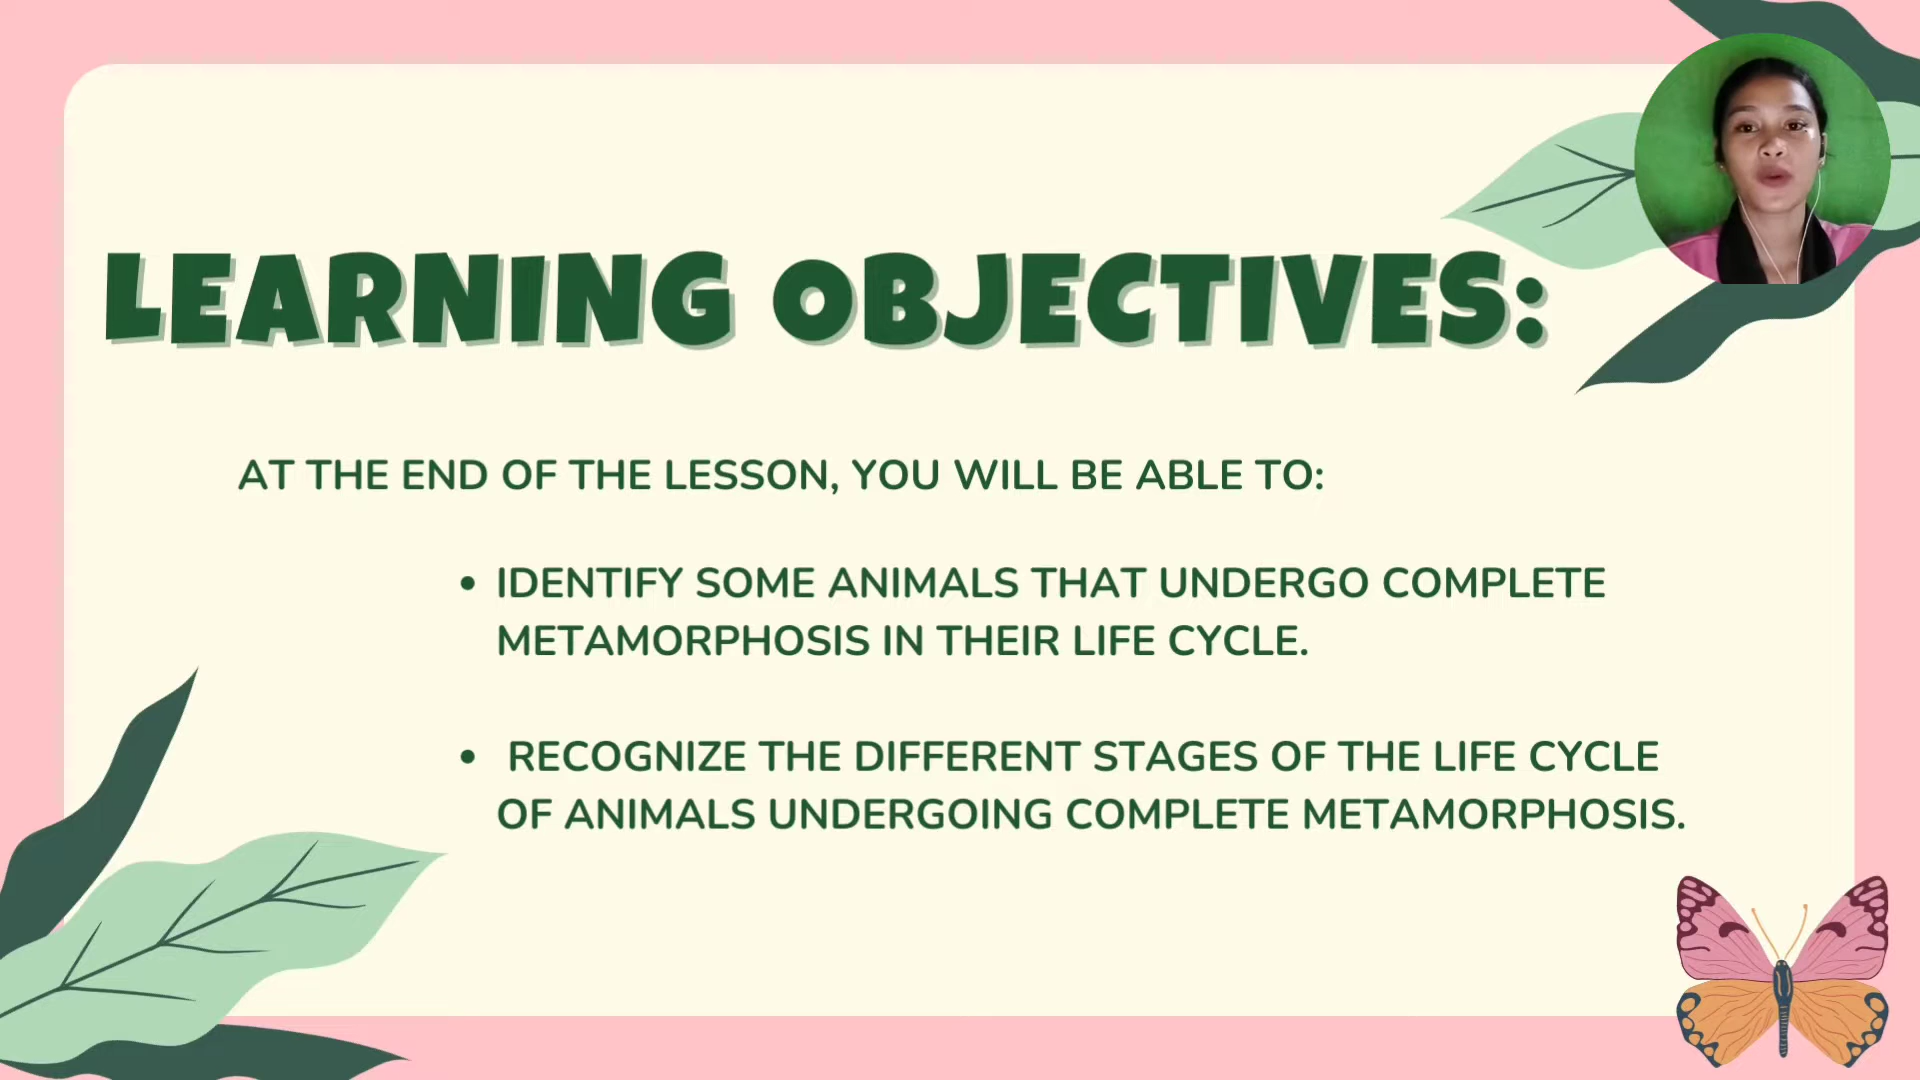 LEARNING OBJECTIVES:
AT THE END OF THE LESSON, YOU WILL BE ABLE TO:
• IDENTIFY SOME ANIMALS THAT UNDERGO COMPLETE
METAMORPHOSIS IN THEIR LIFE CYCLE.
• RECOGNIZE THE DIFFERENT STAGES OF THE LIFE CYCLE
OF ANIMALS UNDERGOING COMPLETE METAMORPHOSIS.